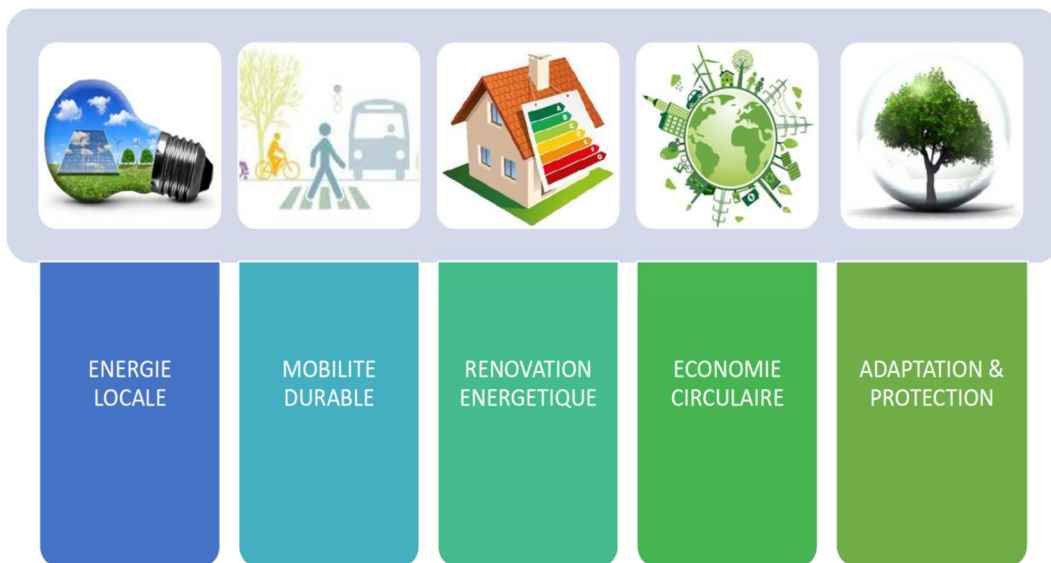 ENERGIE
LOCALE
MOBILITE
DURABLE
RENOVATION
ENERGETIQUE
ECONOMIE
CIRCULAIRE
ADAPTATION &
PROTECTION